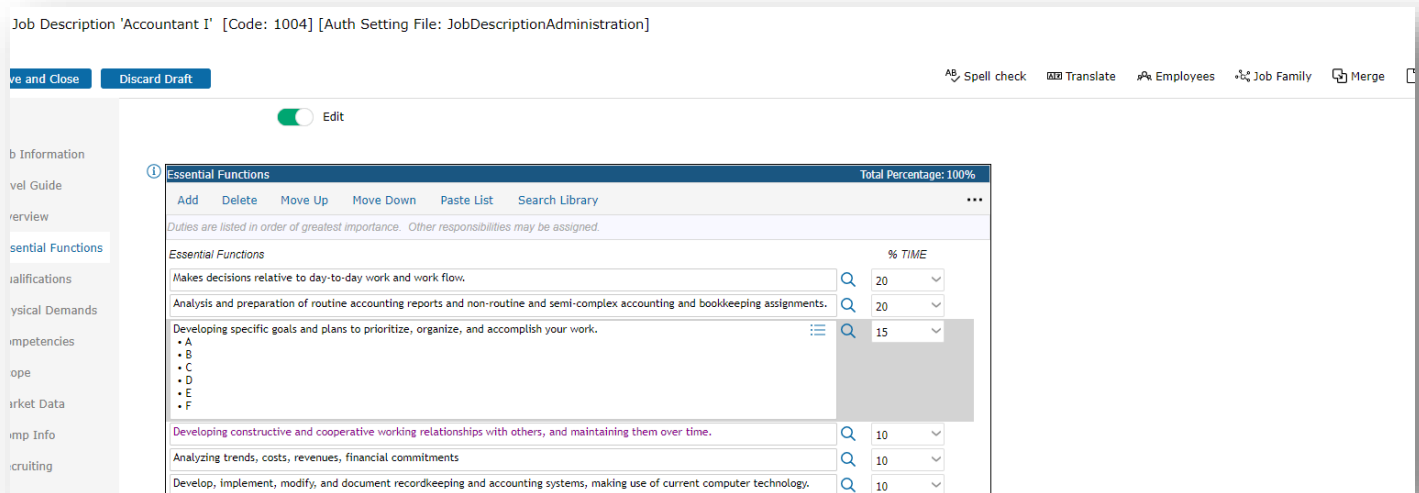 Job Description 'Accountant I' [Code: 1004] [Auth Setting File: JobDescriptionAdministration]
ve and Close Discard Draft Spell check Translate Employees Job Family Merge
Edit
b Information
vel Guide
verview
sential Functions
alifications
ysical Demands
mpetencies
ope
arket Data
omp Info
cruiting
Essential Functions Total Percentage: 100%
Add Delete Move Up Move Down Paste List Search Library
Duties are listed in order of greatest importance. Other responsibilities may be assigned.
Essential Functions % TIME
Makes decisions relative to day-to-day work and work flow. 20
Analysis and preparation of routine accounting reports and non-routine and semi-complex accounting and bookkeeping assignments. 20
Developing specific goals and plans to prioritize, organize, and accomplish your work. 15
• A
• B
• C
• D
• E
• F
Developing constructive and cooperative working relationships with others, and maintaining them over time. 10
Analyzing trends, costs, revenues, financial commitments 10
Develop, implement, modify, and document recordkeeping and accounting systems, making use of current computer technology. 10